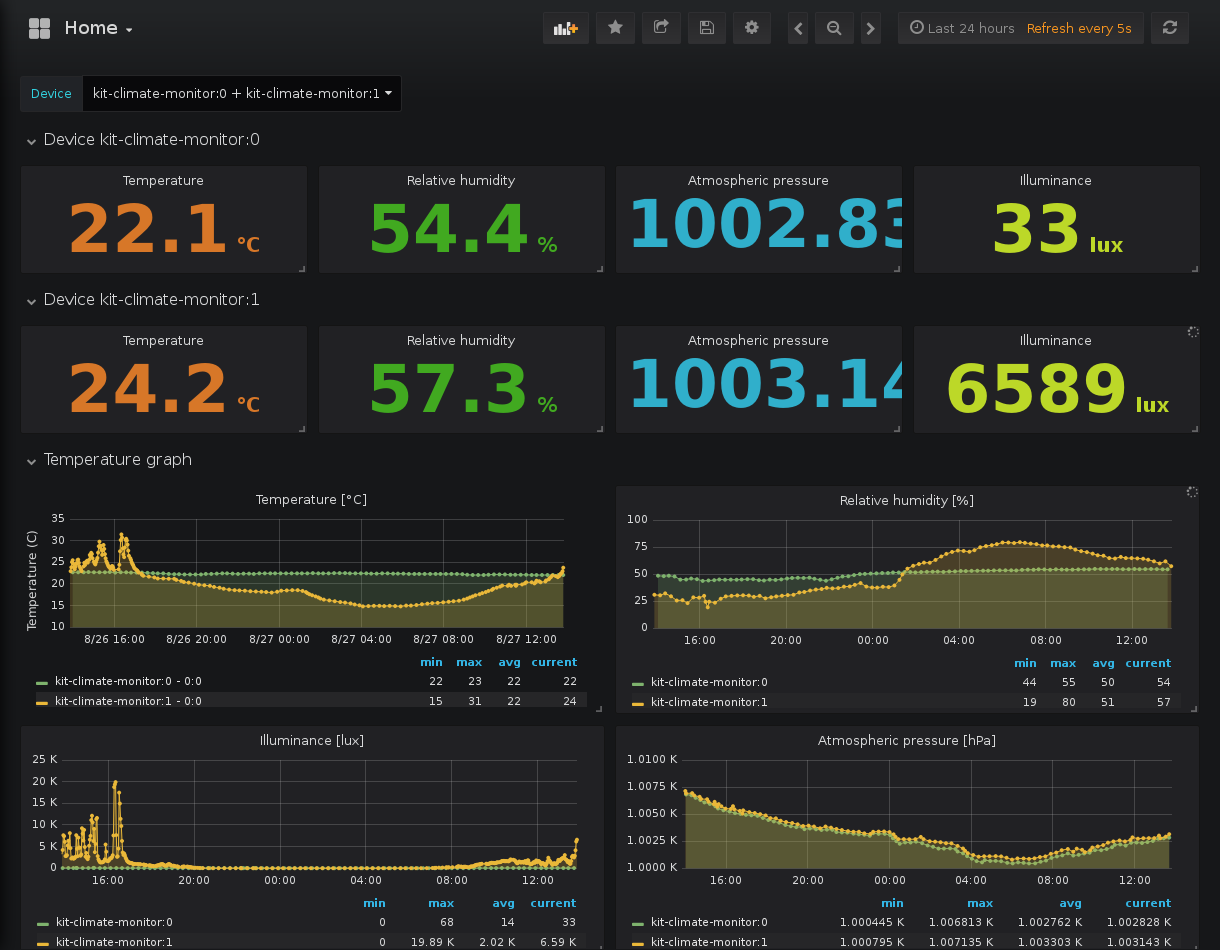 Home
Last 24 hours Refresh every 5s
Device kit-climate-monitor:0 + kit-climate-monitor:1
Device kit-climate-monitor:0
Temperature Relative humidity Atmospheric pressure Illuminance
22.1 °C 54.4 % 1002.83 33 lux
Device kit-climate-monitor:1
Temperature Relative humidity Atmospheric pressure Illuminance
24.2 °C 57.3 % 1003.14 6589 lux
Temperature graph
Temperature [°C]
Temperature (C)
35
30
25
20
15
10
8/26 16:00 8/26 20:00 8/27 00:00 8/27 04:00 8/27 08:00 8/27 12:00
min max avg current
kit-climate-monitor:0 - 0:0 22 23 22 22
kit-climate-monitor:1 - 0:0 15 31 22 24
Relative humidity [%]
100
75
50
25
0
16:00 20:00 00:00 04:00 08:00 12:00
min max avg current
kit-climate-monitor:0 44 55 50 54
kit-climate-monitor:1 19 80 51 57
Illuminance [lux]
25 K
20 K
15 K
10 K
5 K
0
16:00 20:00 00:00 04:00 08:00 12:00
min max avg current
kit-climate-monitor:0 0 68 14 33
kit-climate-monitor:1 0 19.89 K 2.02 K 6.59 K
Atmospheric pressure [hPa]
1.0100 K
1.0075 K
1.0050 K
1.0025 K
1.0000 K
16:00 20:00 00:00 04:00 08:00 12:00
min max avg current
kit-climate-monitor:0 1.000445 K 1.006813 K 1.002762 K 1.002828 K
kit-climate-monitor:1 1.000795 K 1.007135 K 1.003303 K 1.003143 K